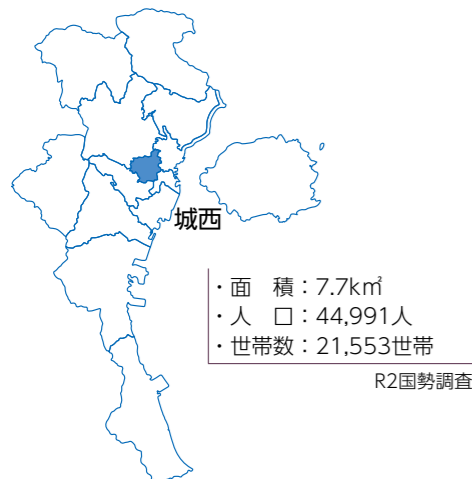 城西
・面　積：7.7k㎡
・人　口：44,991人
・世帯数：21,553世帯
R2国勢調査